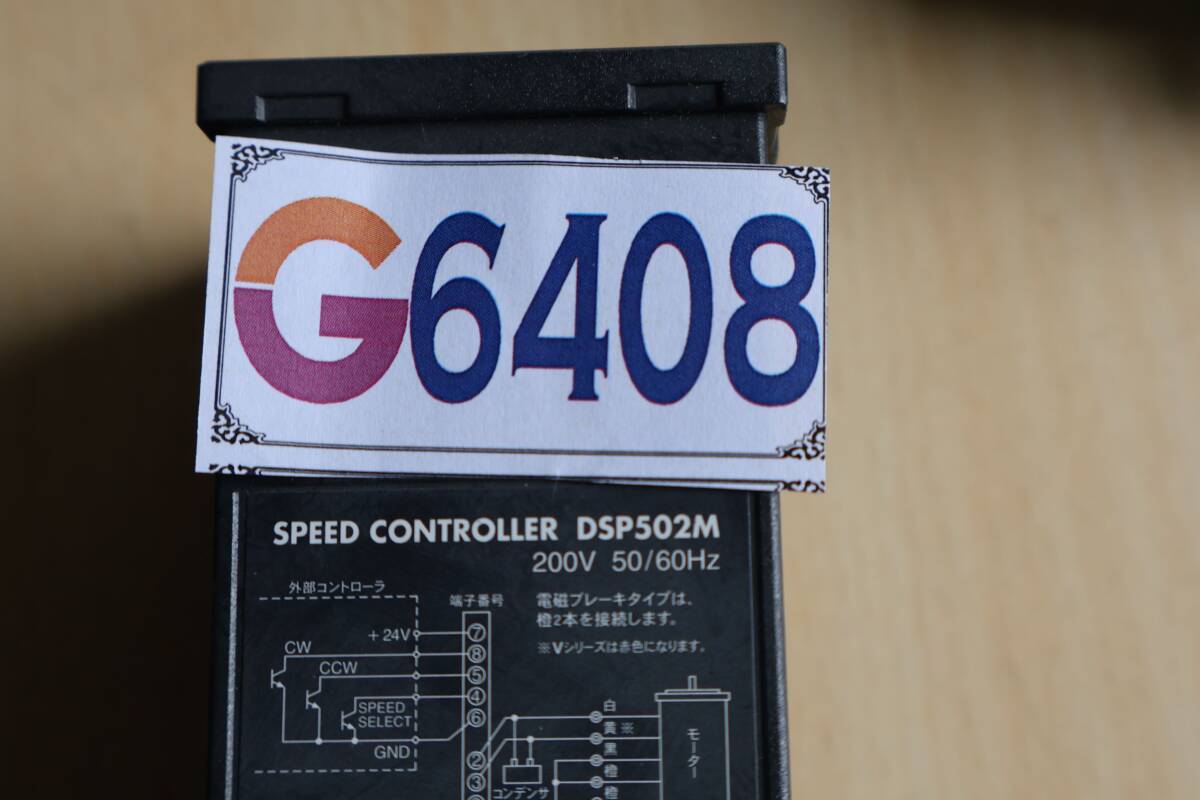 G6408
SPEED CONTROLLER DSP502M
200V 50/60Hz
外部コントローラ
端子番号
電磁ブレーキタイプは、
橙2本を接続します。
※Vシリーズは赤色になります。
+24V
⑦
CW
⑧
CCW
⑤
④
SPEED
SELECT
⑥
GND
②
③
コンデンサ
白
黄※
黒
橙
橙
モーター